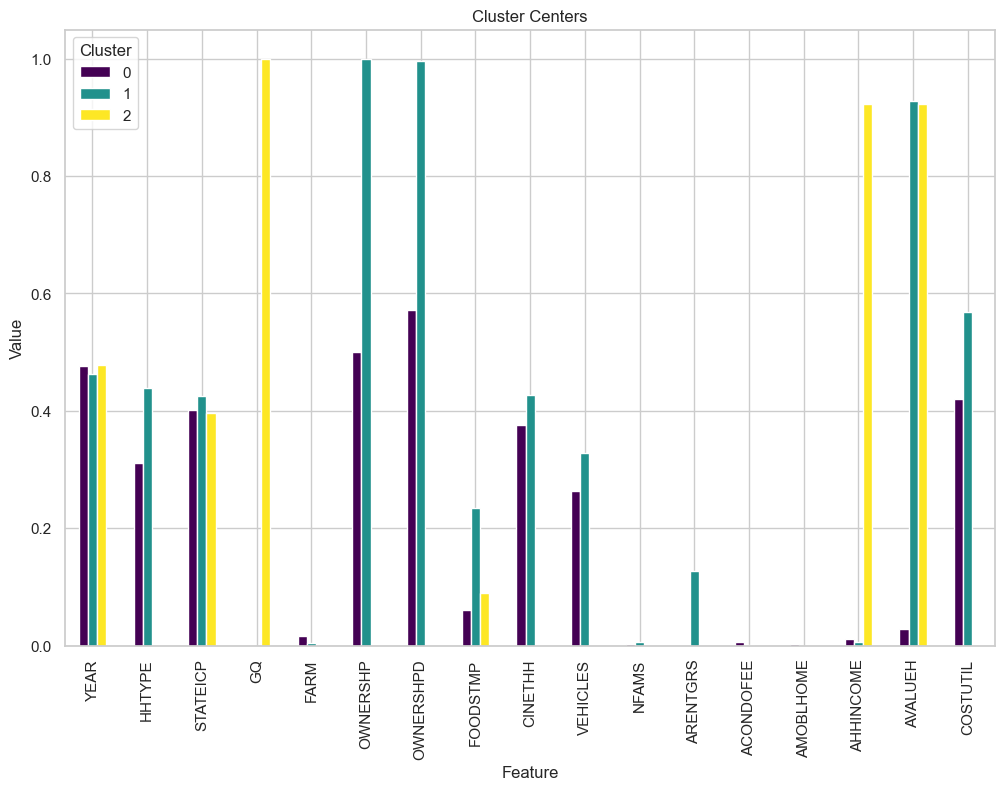 Cluster Centers
Cluster
0
1
2
Value
1.0
0.8
0.6
0.4
0.2
0.0
YEAR
HHTYPE
STATEICP
GQ
FARM
OWNERSHP
OWNERSHPD
FOODSTMP
CINETHH
VEHICLES
NFAMS
ARENTGRS
ACONDOFEE
AMOBLHOME
AHHINCOME
AVALUEH
COSTUTIL
Feature